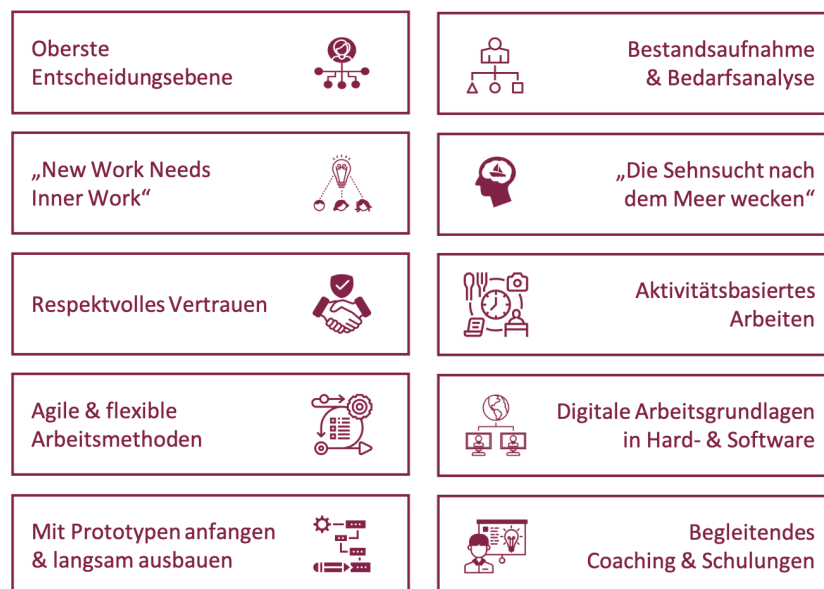 Oberste
Entscheidungsebene
Bestandsaufnahme
& Bedarfsanalyse
„New Work Needs
Inner Work“
„Die Sehnsucht nach
dem Meer wecken“
Respektvolles Vertrauen
Aktivitätsbasiertes
Arbeiten
Agile & flexible
Arbeitsmethoden
Digitale Arbeitsgrundlagen
in Hard- & Software
Mit Prototypen anfangen
& langsam ausbauen
Begleitendes
Coaching & Schulungen